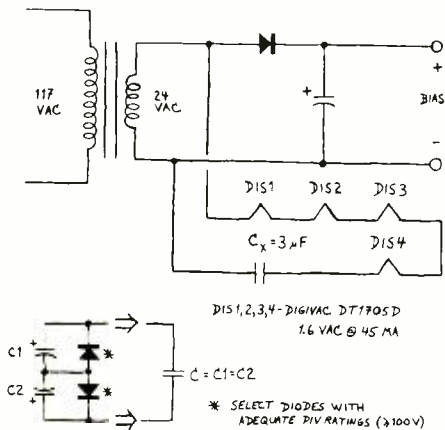 117
VAC
24
VAC
+
+
BIAS
-
DIS1 DIS2 DIS3
Cx = 3 μF DIS4
DIS 1,2,3,4 - DIGIVAC DT1705D
1.6 VAC @ 45 MA
C1 +
*
C2 +
*
C = C1 = C2
* SELECT DIODES WITH
ADEQUATE PIV RATINGS (≥100V)